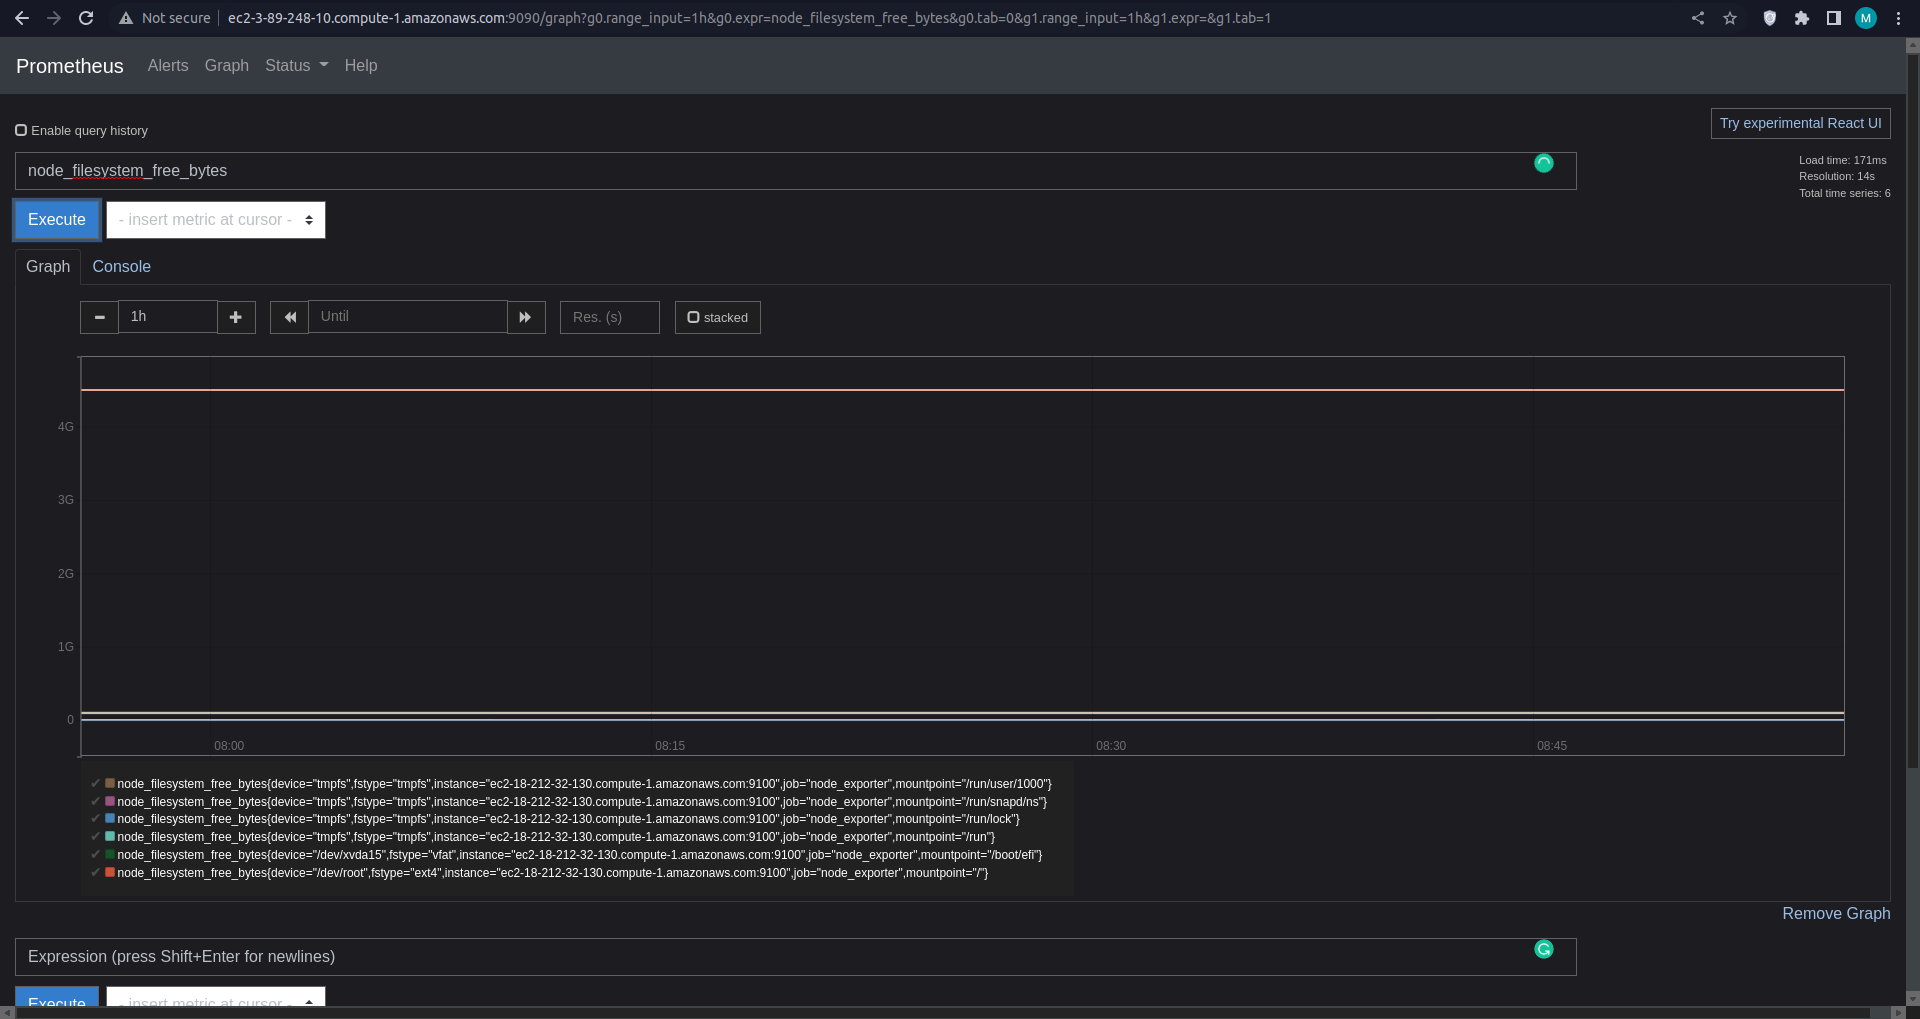 Not secure | ec2-3-89-248-10.compute-1.amazonaws.com:9090/graph?g0.range_input=1h&g0.expr=node_filesystem_free_bytes&g0.tab=0&g1.range_input=1h&g1.expr=&g1.tab=1
M
Prometheus Alerts Graph Status Help
Enable query history
Try experimental React UI
node_filesystem_free_bytes
Load time: 171ms
Resolution: 14s
Total time series: 6
Execute - insert metric at cursor -
Graph Console
1h Until Res. (s) stacked
4G
3G
2G
1G
0
08:00 08:15 08:30 08:45
node_filesystem_free_bytes{device="tmpfs",fstype="tmpfs",instance="ec2-18-212-32-130.compute-1.amazonaws.com:9100",job="node_exporter",mountpoint="/run/user/1000"}
node_filesystem_free_bytes{device="tmpfs",fstype="tmpfs",instance="ec2-18-212-32-130.compute-1.amazonaws.com:9100",job="node_exporter",mountpoint="/run/snapd/ns"}
node_filesystem_free_bytes{device="tmpfs",fstype="tmpfs",instance="ec2-18-212-32-130.compute-1.amazonaws.com:9100",job="node_exporter",mountpoint="/run/lock"}
node_filesystem_free_bytes{device="tmpfs",fstype="tmpfs",instance="ec2-18-212-32-130.compute-1.amazonaws.com:9100",job="node_exporter",mountpoint="/run"}
node_filesystem_free_bytes{device="/dev/xvda15",fstype="vfat",instance="ec2-18-212-32-130.compute-1.amazonaws.com:9100",job="node_exporter",mountpoint="/boot/efi"}
node_filesystem_free_bytes{device="/dev/root",fstype="ext4",instance="ec2-18-212-32-130.compute-1.amazonaws.com:9100",job="node_exporter",mountpoint="/"}
Remove Graph
Expression (press Shift+Enter for newlines)
Execute - insert metric at cursor -